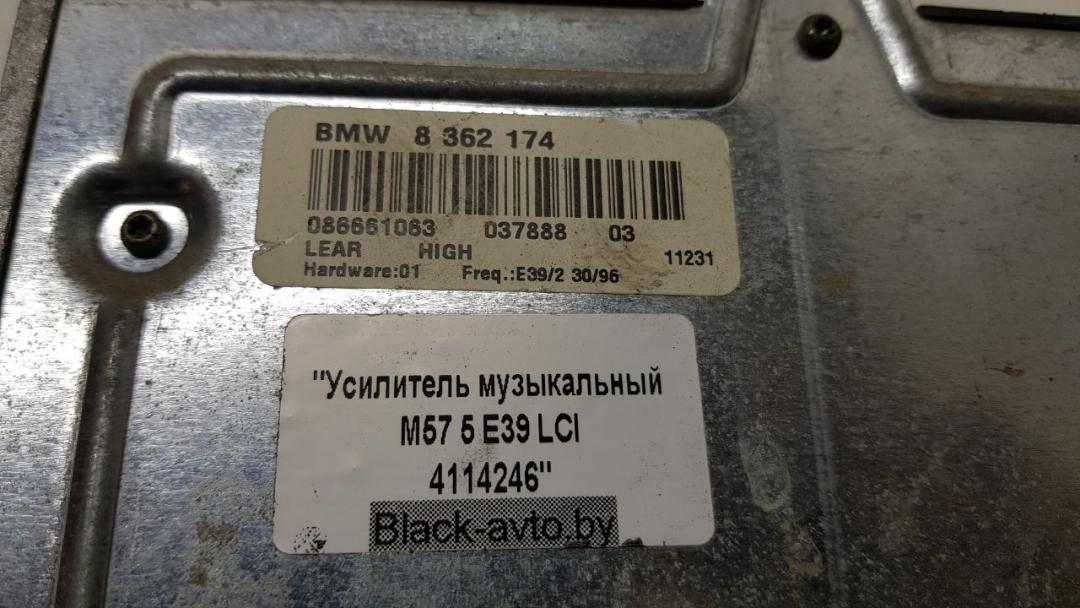 BMW 8 362 174
086661063 037888 03
LEAR HIGH 11231
Hardware:01 Freq.:E39/2 30/96
"Усилитель музыкальный
M57 5 E39 LCI
4114246"
Black-avto.by